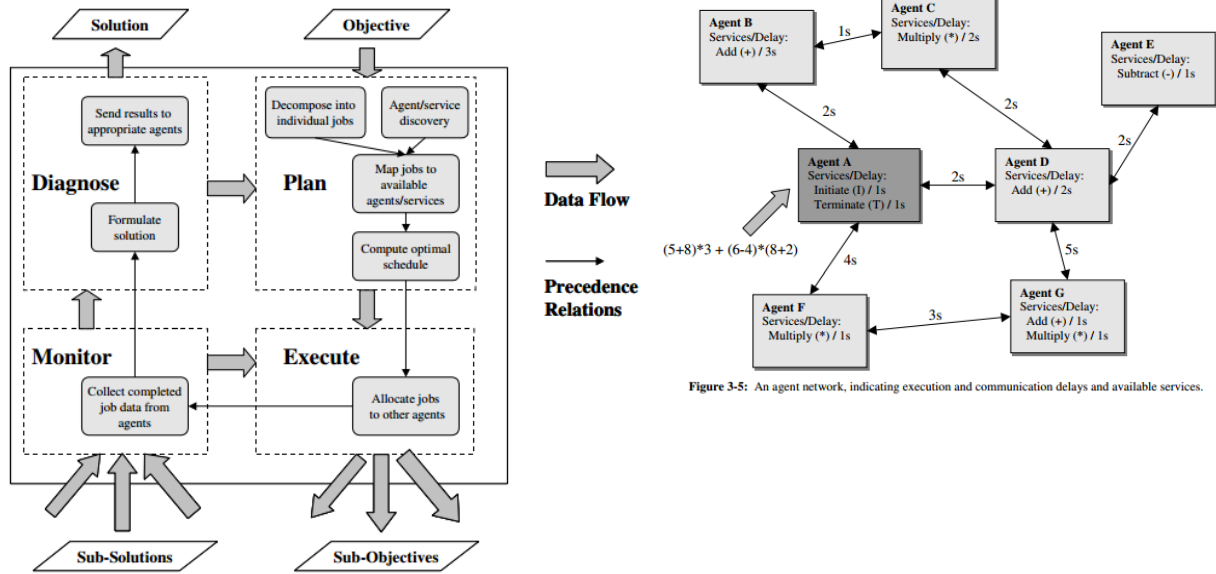 Solution
Objective
Send results to
appropriate agents
Diagnose
Formulate
solution
Decompose into
individual jobs
Agent/service
discovery
Plan
Map jobs to
available
agents/services
Compute optimal
schedule
Monitor
Collect completed
job data from
agents
Execute
Allocate jobs
to other agents
Sub-Solutions
Sub-Objectives
Data Flow
Precedence
Relations
Agent B
Services/Delay:
Add (+) / 3s
1s
Agent C
Services/Delay:
Multiply (*) / 2s
Agent E
Services/Delay:
Subtract (-) / 1s
2s
2s
2s
Agent A
Services/Delay:
Initiate (I) / 1s
Terminate (T) / 1s
2s
Agent D
Services/Delay:
Add (+) / 2s
(5+8)*3 + (6-4)*(8+2)
4s
5s
Agent F
Services/Delay:
Multiply (*) / 1s
3s
Agent G
Services/Delay:
Add (+) / 1s
Multiply (*) / 1s
Figure 3-5: An agent network, indicating execution and communication delays and available services.